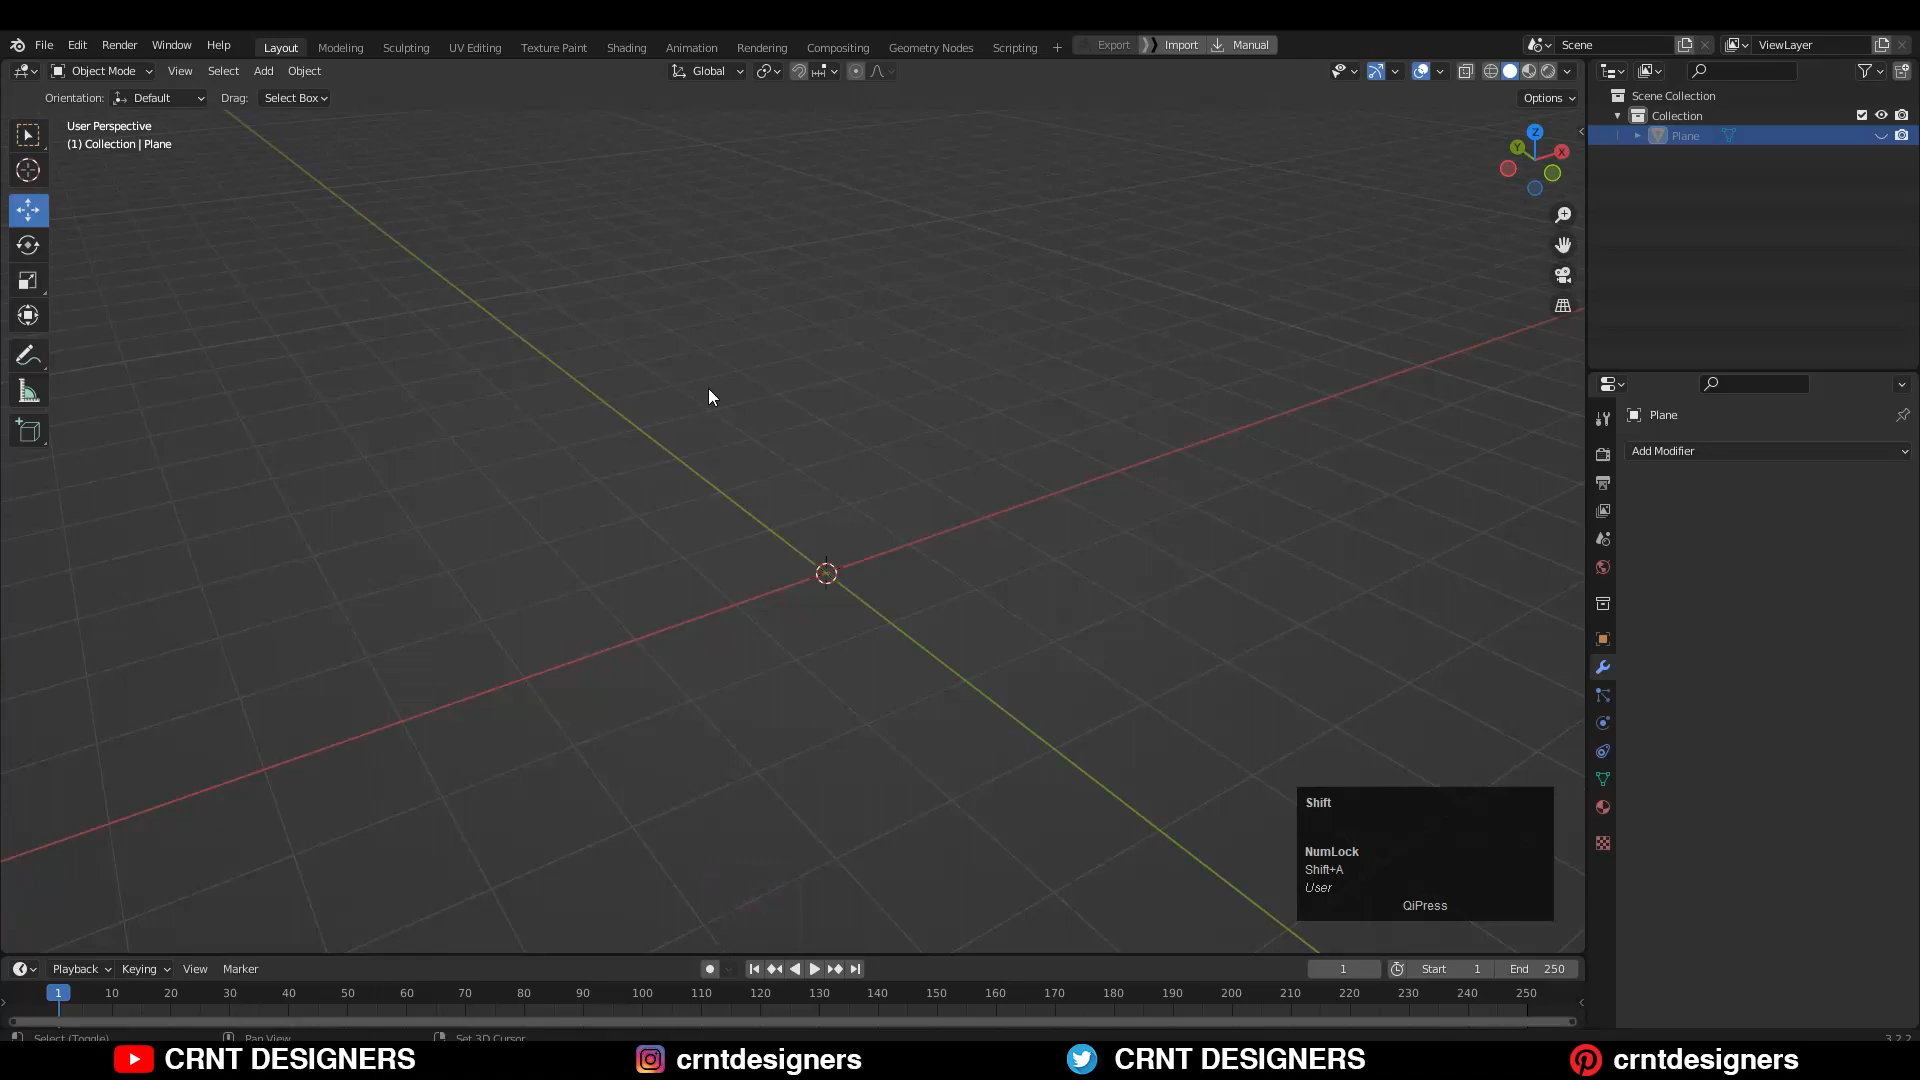 File Edit Render Window Help Layout Modeling Sculpting UV Editing Texture Paint Shading Animation Rendering Compositing Geometry Nodes Scripting + Export Import Manual Scene ViewLayer
Object Mode View Select Add Object Global
Orientation: Default Drag: Select Box Options
Scene Collection
Collection
Plane
User Perspective
(1) Collection | Plane
Z
Y
X
Plane
Add Modifier
Shift
NumLock
Shift+A
User
QiPress
Playback Keying View Marker 1 Start 1 End 250
1 10 20 30 40 50 60 70 80 90 100 110 120 130 140 150 160 170 180 190 200 210 220 230 240 250
Select (Toggle) Pan View Set 3D Cursor 3.2.2
CRNT DESIGNERS crntdesigners CRNT DESIGNERS crntdesigners